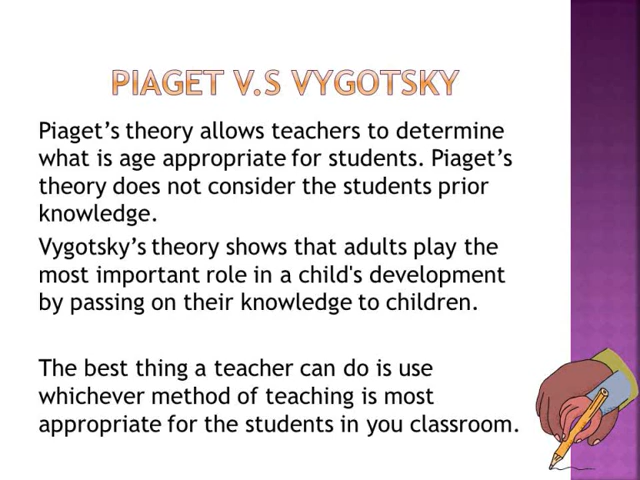 PIAGET V.S VYGOTSKY
Piaget’s theory allows teachers to determine
what is age appropriate for students. Piaget’s
theory does not consider the students prior
knowledge.
Vygotsky’s theory shows that adults play the
most important role in a child's development
by passing on their knowledge to children.
The best thing a teacher can do is use
whichever method of teaching is most
appropriate for the students in you classroom.